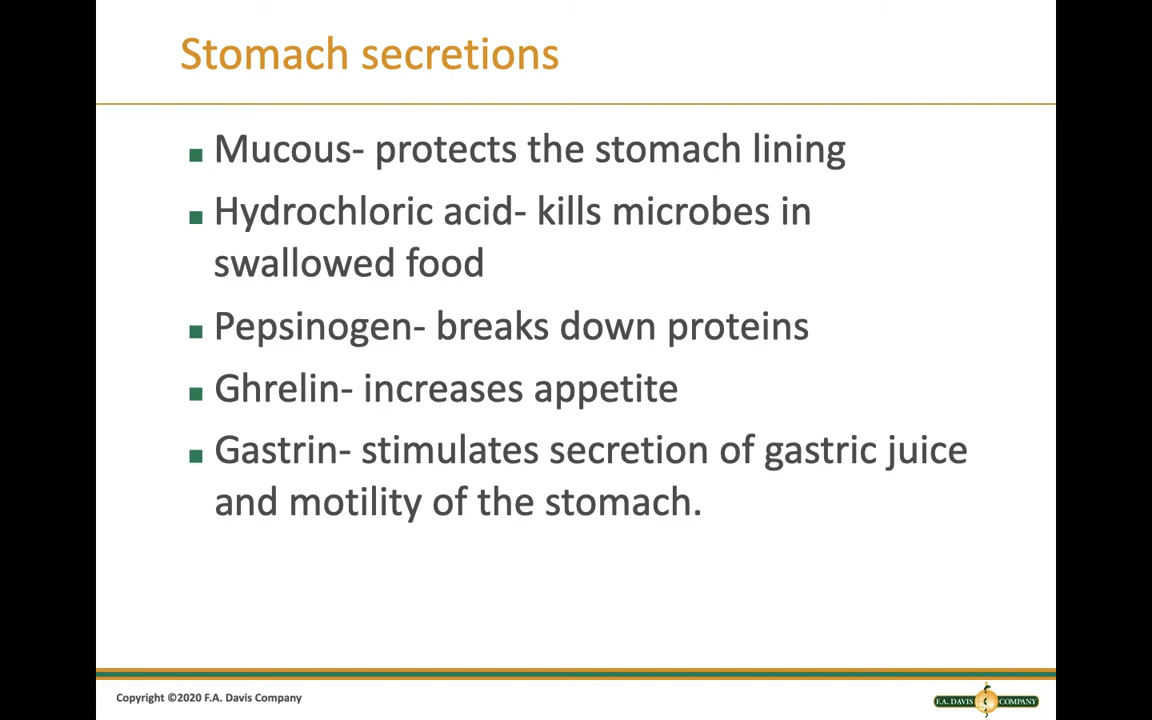 Stomach secretions
Mucous- protects the stomach lining
Hydrochloric acid- kills microbes in
swallowed food
Pepsinogen- breaks down proteins
Ghrelin- increases appetite
Gastrin- stimulates secretion of gastric juice
and motility of the stomach.
Copyright ©2020 F.A. Davis Company
F.A. DAVIS COMPANY